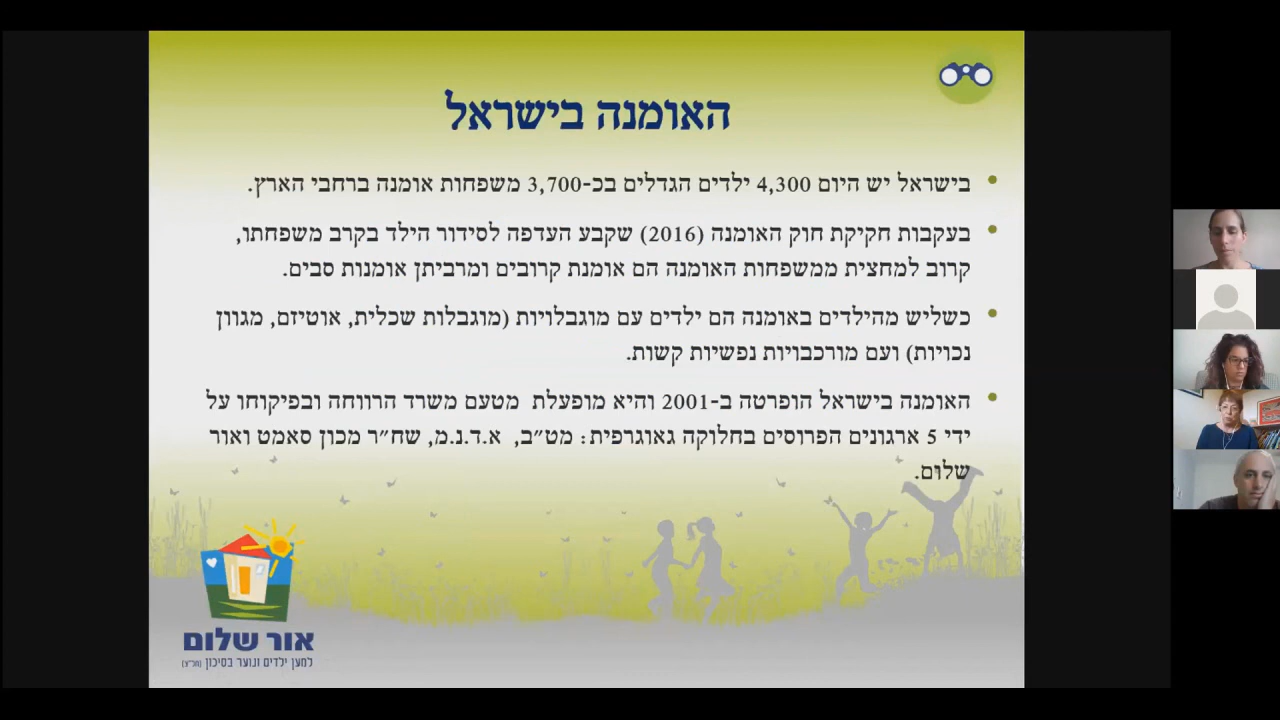 האומנה בישראל
בישראל יש היום 4,300 ילדים הגדלים בכ-3,700 משפחות אומנה ברחבי הארץ.
בעקבות חקיקת חוק האומנה (2016) שקבע העדפה לסידור הילד בקרב משפחתו,
קרוב למחצית ממשפחות האומנה הם אומנת קרובים ומרביתן אומנות סבים.
כשליש מהילדים באומנה הם ילדים עם מוגבלויות (מוגבלות שכלית, אוטיזם, מגוון
נכויות) ועם מורכבויות נפשיות קשות.
האומנה בישראל הופרטה ב-2001 והיא מופעלת מטעם משרד הרווחה ובפיקוחו על
ידי 5 ארגונים הפרוסים בחלוקה גאוגרפית: מט״ב, א.ד.נ.מ, שח״ר מכון סאמט ואור
שלום.
אור שלום
למען ילדים ונוער בסיכון (חל"צ)